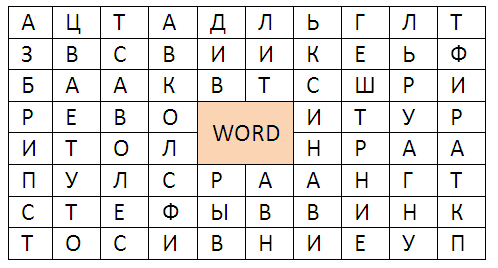 А Ц Т А Д Л Ь Г Л Т
З В С В И И К Е Ь Ф
Б А А К В Т С Ш Р И
Р Е В О WORD И Т У Р
И Т О Л Н Р А А
П У Л С Р А А Н Г Т
С Т Е Ф Ы В В И Н К
Т О С И В Н И Е У П